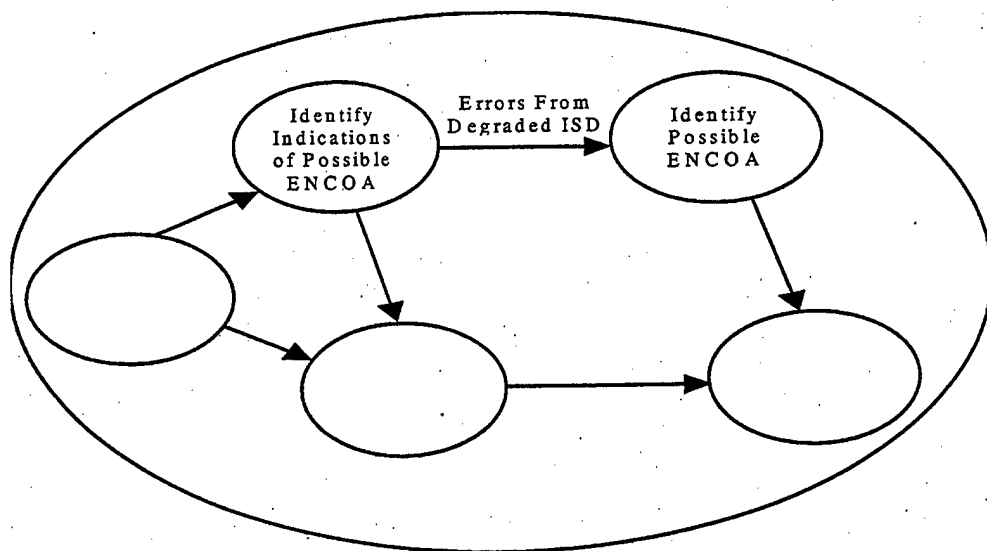 Identify
Indications
of Possible
ENCOA
Errors From
Degraded ISD
Identify
Possible
ENCOA